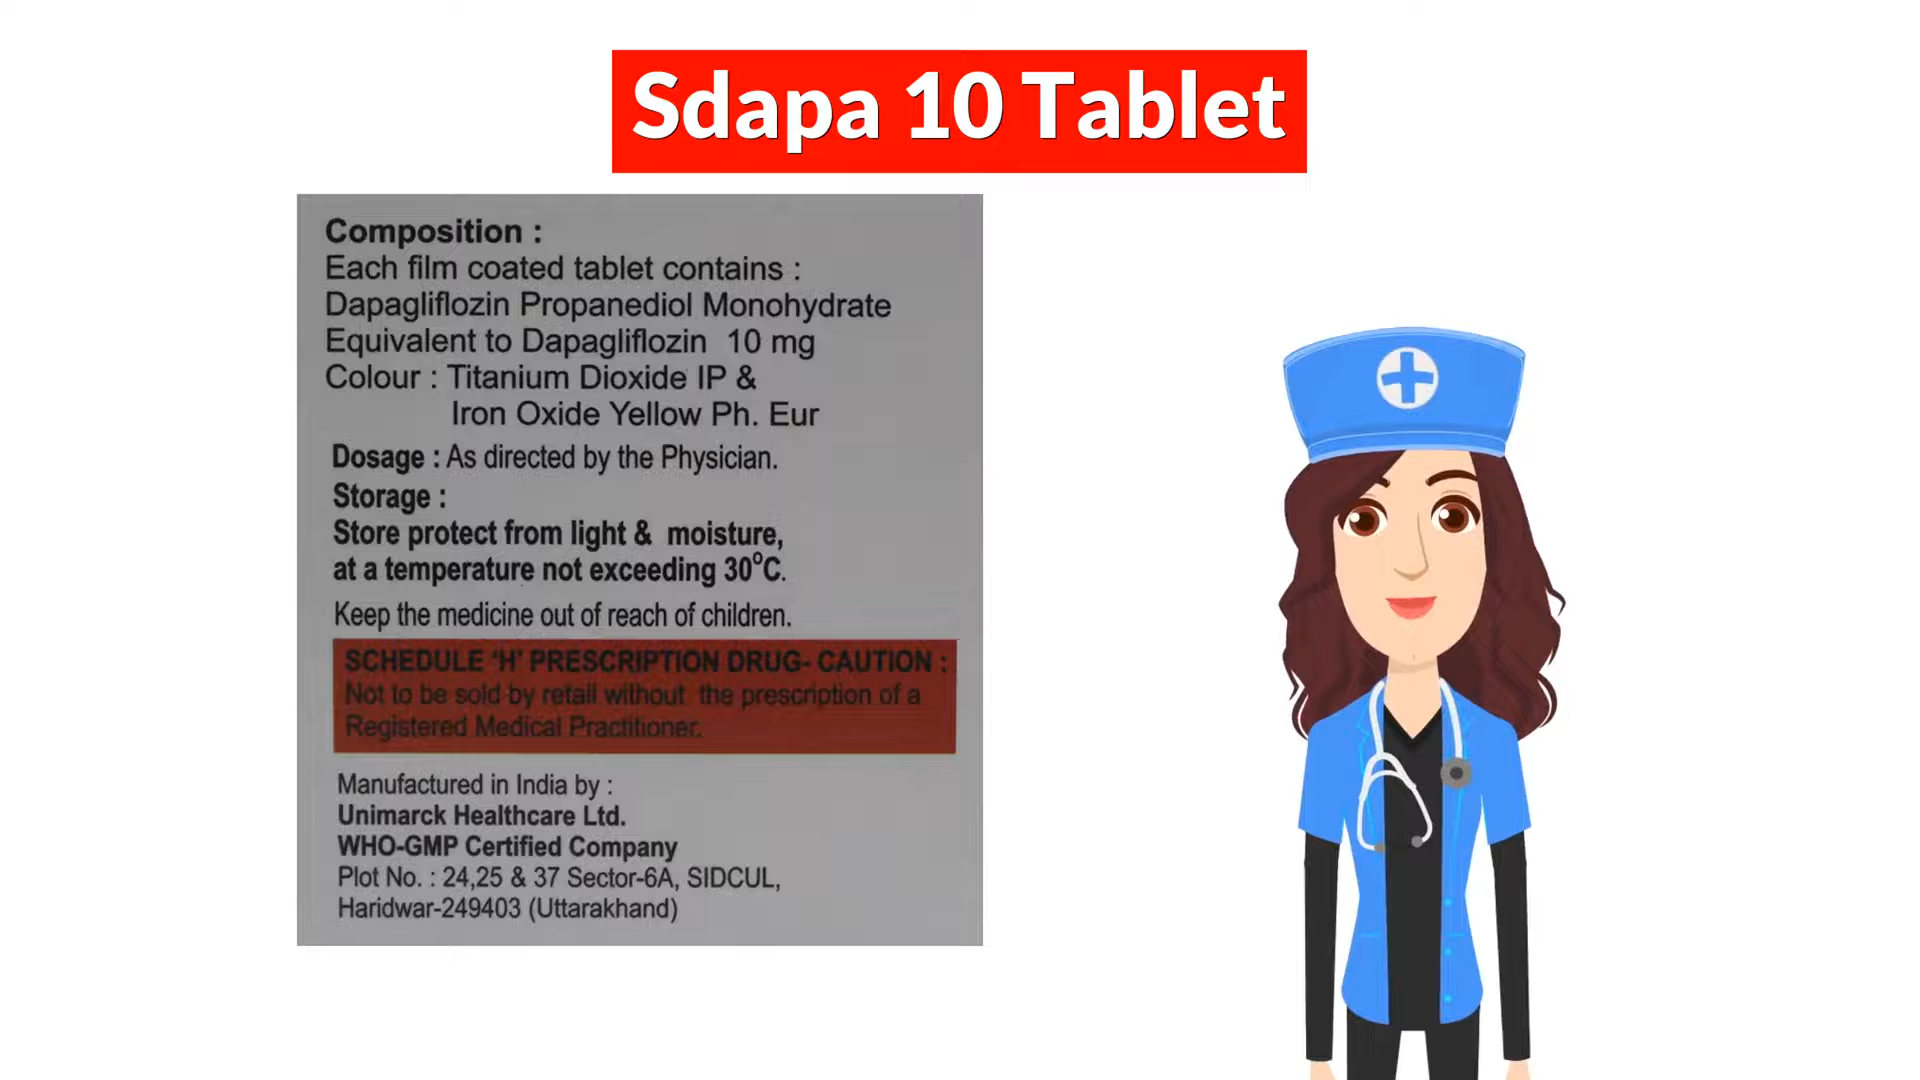 Sdapa 10 Tablet
Composition :
Each film coated tablet contains :
Dapagliflozin Propanediol Monohydrate
Equivalent to Dapagliflozin 10 mg
Colour : Titanium Dioxide IP &
Iron Oxide Yellow Ph. Eur
Dosage : As directed by the Physician.
Storage :
Store protect from light & moisture,
at a temperature not exceeding 30°C.
Keep the medicine out of reach of children.
SCHEDULE 'H' PRESCRIPTION DRUG- CAUTION :
Not to be sold by retail without the prescription of a
Registered Medical Practitioner.
Manufactured in India by :
Unimarck Healthcare Ltd.
WHO-GMP Certified Company
Plot No. : 24,25 & 37 Sector-6A, SIDCUL,
Haridwar-249403 (Uttarakhand)